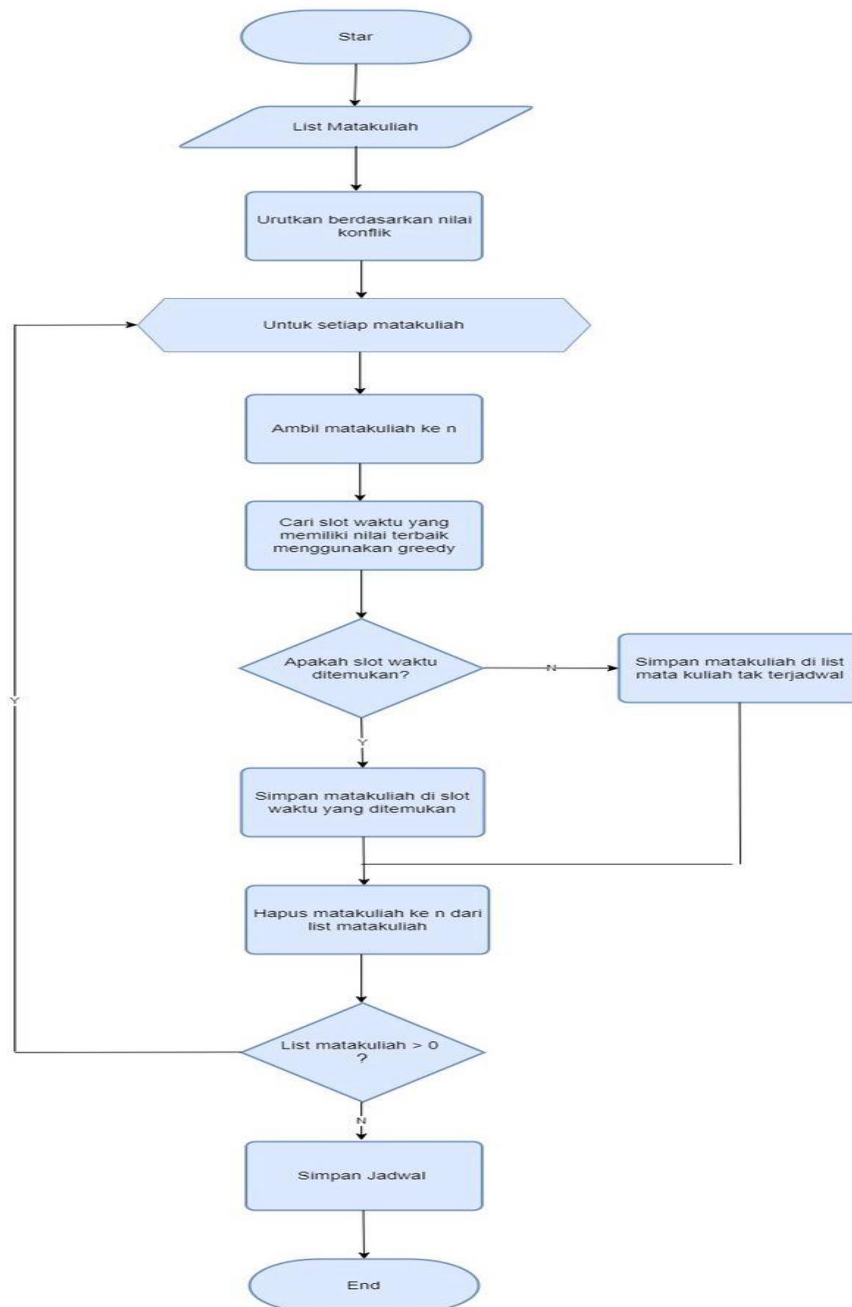 Star
List Matakuliah
Urutkan berdasarkan nilai
konflik
Untuk setiap matakuliah
Ambil matakuliah ke n
Cari slot waktu yang
memiliki nilai terbaik
menggunakan greedy
Apakah slot waktu
ditemukan?
N
Simpan matakuliah di list
mata kuliah tak terjadwal
Y
Y
Simpan matakuliah di slot
waktu yang ditemukan
Hapus matakuliah ke n dari
list matakuliah
List matakuliah > 0
?
N
Simpan Jadwal
End